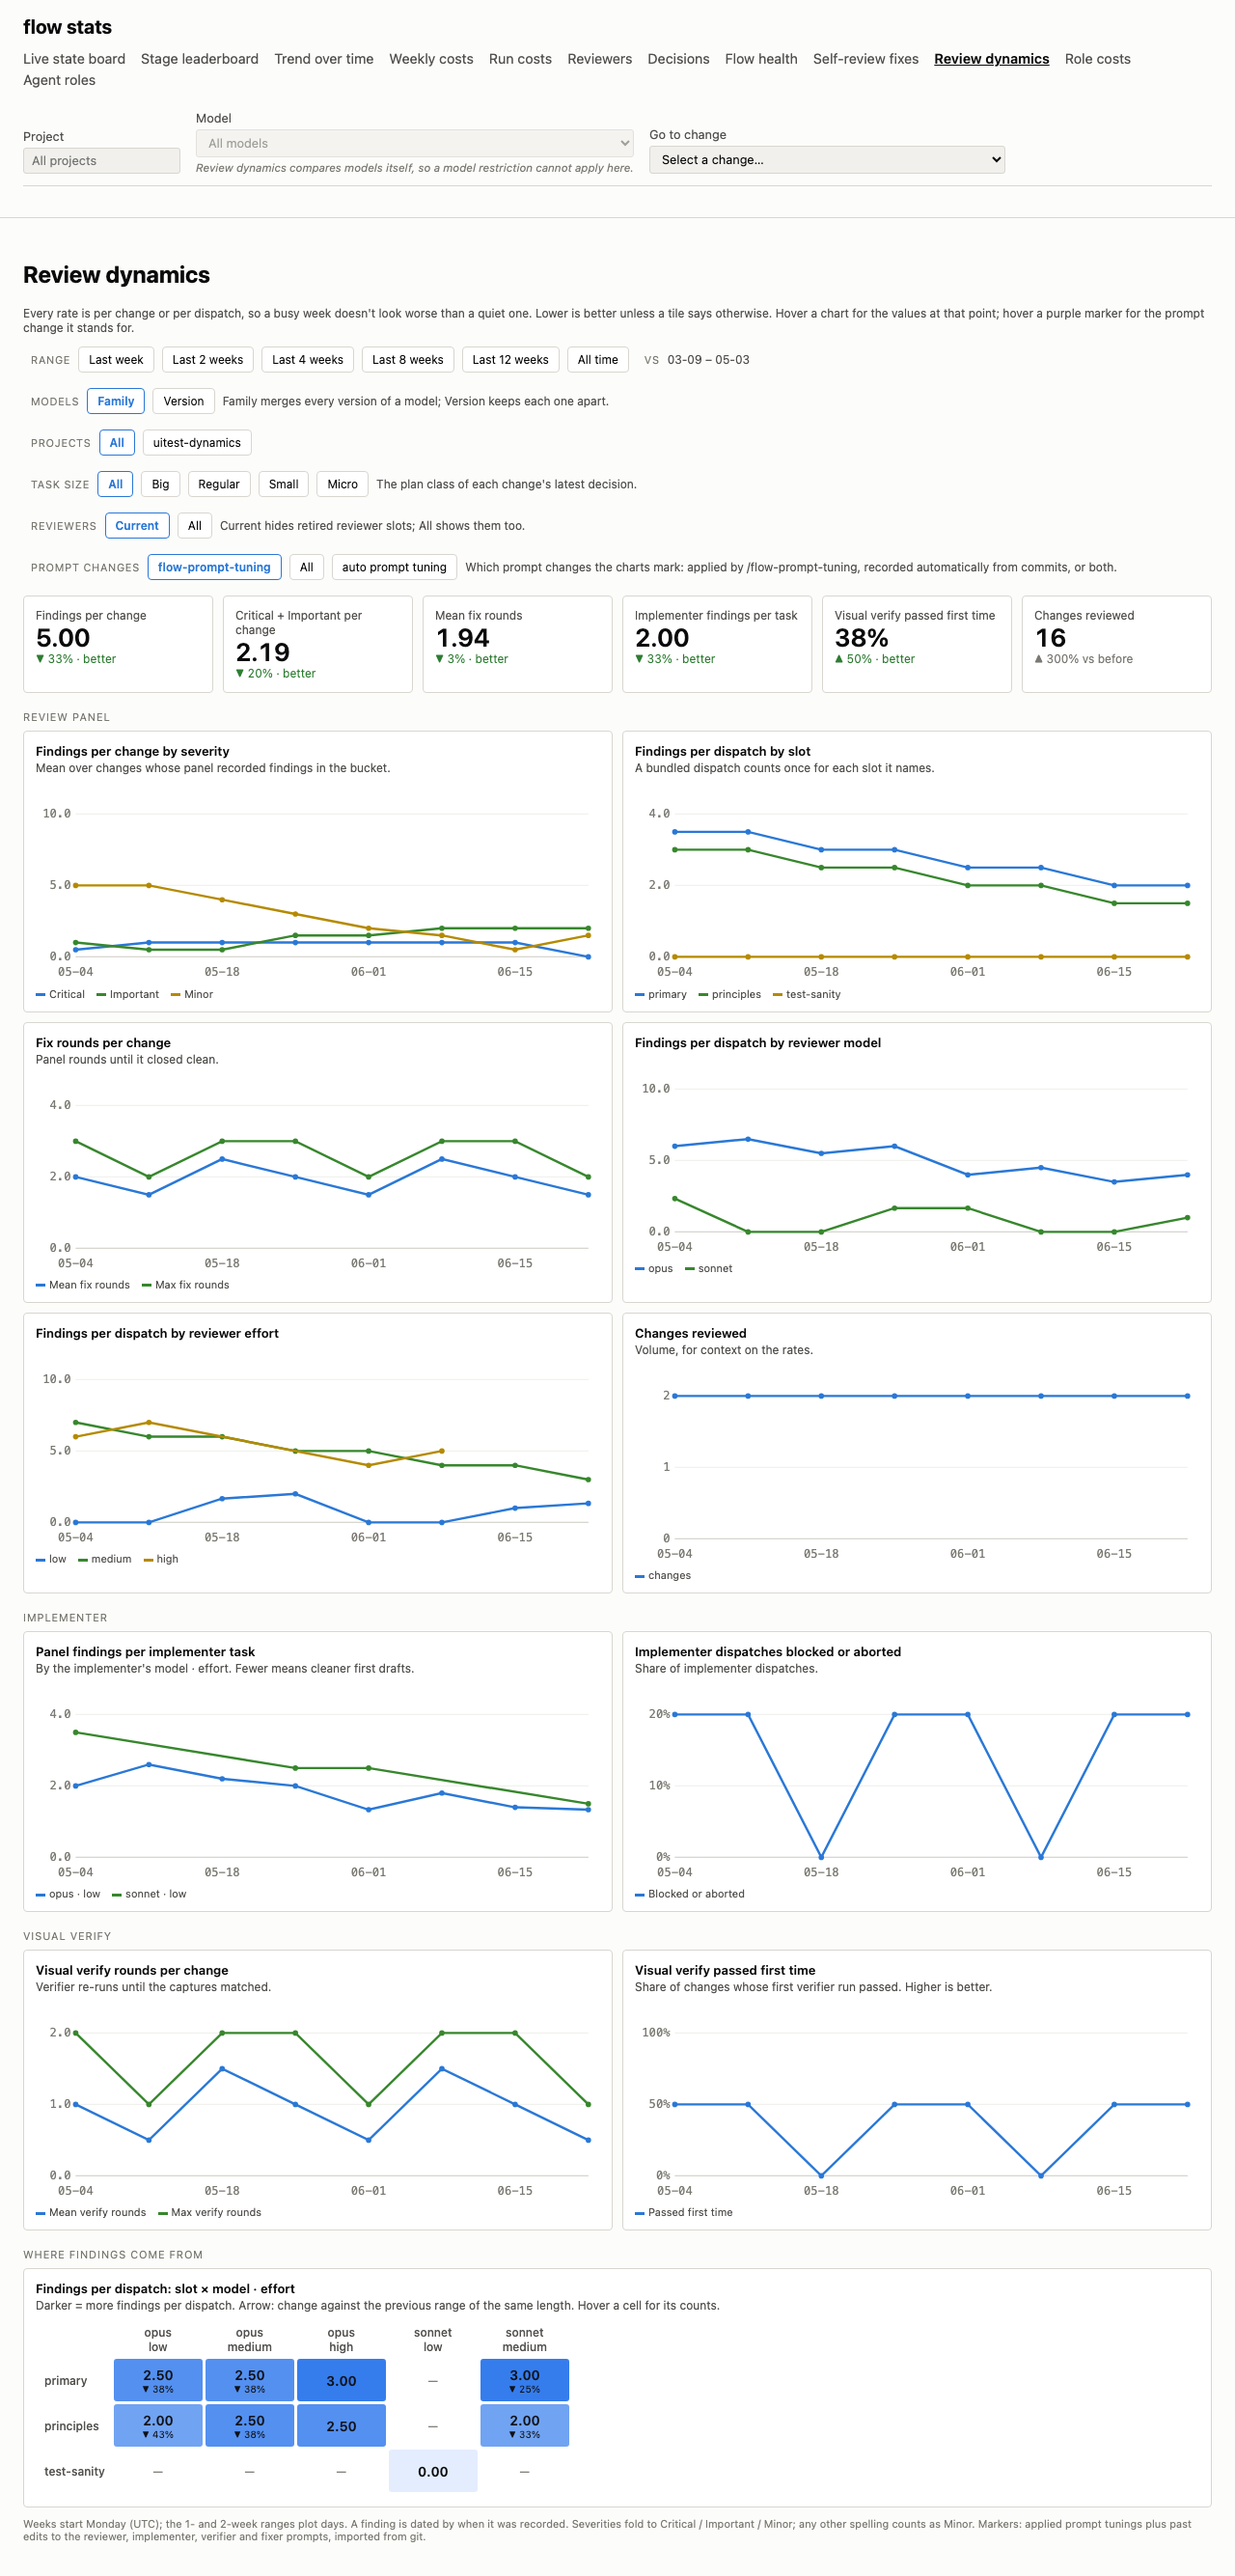 flow stats
Live state board Stage leaderboard Trend over time Weekly costs Run costs Reviewers Decisions Flow health Self-review fixes Review dynamics Role costs
Agent roles
Project
All projects
Model
All models
Review dynamics compares models itself, so a model restriction cannot apply here.
Go to change
Select a change...
Review dynamics
Every rate is per change or per dispatch, so a busy week doesn't look worse than a quiet one. Lower is better unless a tile says otherwise. Hover a chart for the values at that point; hover a purple marker for the prompt
change it stands for.
RANGE Last week Last 2 weeks Last 4 weeks Last 8 weeks Last 12 weeks All time VS 03-09 – 05-03
MODELS Family Version Family merges every version of a model; Version keeps each one apart.
PROJECTS All uitest-dynamics
TASK SIZE All Big Regular Small Micro The plan class of each change's latest decision.
REVIEWERS Current All Current hides retired reviewer slots; All shows them too.
PROMPT CHANGES flow-prompt-tuning All auto prompt tuning Which prompt changes the charts mark: applied by /flow-prompt-tuning, recorded automatically from commits, or both.
Findings per change
5.00
▼ 33% · better
Critical + Important per
change
2.19
▼ 20% · better
Mean fix rounds
1.94
▼ 3% · better
Implementer findings per task
2.00
▼ 33% · better
Visual verify passed first time
38%
▲ 50% · better
Changes reviewed
16
▲ 300% vs before
REVIEW PANEL
Findings per change by severity
Mean over changes whose panel recorded findings in the bucket.
10.0
5.0
0.0
05-04 05-18 06-01 06-15
Critical Important Minor
Findings per dispatch by slot
A bundled dispatch counts once for each slot it names.
4.0
2.0
0.0
05-04 05-18 06-01 06-15
primary principles test-sanity
Fix rounds per change
Panel rounds until it closed clean.
4.0
2.0
0.0
05-04 05-18 06-01 06-15
Mean fix rounds Max fix rounds
Findings per dispatch by reviewer model
10.0
5.0
0.0
05-04 05-18 06-01 06-15
opus sonnet
Findings per dispatch by reviewer effort
10.0
5.0
0.0
05-04 05-18 06-01 06-15
low medium high
Changes reviewed
Volume, for context on the rates.
2
1
0
05-04 05-18 06-01 06-15
changes
IMPLEMENTER
Panel findings per implementer task
By the implementer's model · effort. Fewer means cleaner first drafts.
4.0
2.0
0.0
05-04 05-18 06-01 06-15
opus · low sonnet · low
Implementer dispatches blocked or aborted
Share of implementer dispatches.
20%
10%
0%
05-04 05-18 06-01 06-15
Blocked or aborted
VISUAL VERIFY
Visual verify rounds per change
Verifier re-runs until the captures matched.
2.0
1.0
0.0
05-04 05-18 06-01 06-15
Mean verify rounds Max verify rounds
Visual verify passed first time
Share of changes whose first verifier run passed. Higher is better.
100%
50%
0%
05-04 05-18 06-01 06-15
Passed first time
WHERE FINDINGS COME FROM
Findings per dispatch: slot × model · effort
Darker = more findings per dispatch. Arrow: change against the previous range of the same length. Hover a cell for its counts.
opus opus opus sonnet sonnet
low medium high low medium
primary 2.50 2.50 3.00 — 3.00
▼ 38% ▼ 38% ▼ 25%
principles 2.00 2.50 2.50 — 2.00
▼ 43% ▼ 38% ▼ 33%
test-sanity — — — 0.00 —
Weeks start Monday (UTC); the 1- and 2-week ranges plot days. A finding is dated by when it was recorded. Severities fold to Critical / Important / Minor; any other spelling counts as Minor. Markers: applied prompt tunings plus past
edits to the reviewer, implementer, verifier and fixer prompts, imported from git.